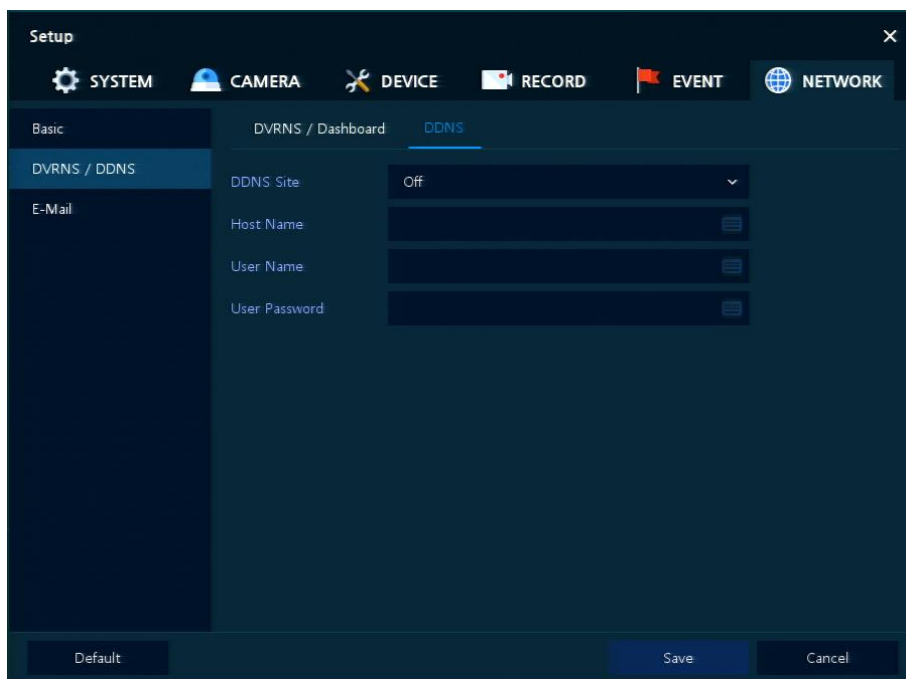 Setup
SYSTEM CAMERA DEVICE RECORD EVENT NETWORK
Basic
DVRNS / DDNS
E-Mail
DVRNS / Dashboard DDNS
DDNS Site Off
Host Name
User Name
User Password
Default Save Cancel